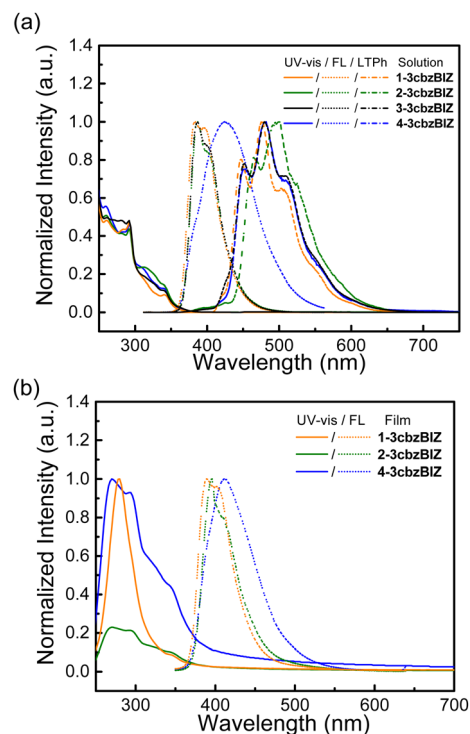 (a)
Normalized Intensity (a.u.)
1.4
1.2
1.0
0.8
0.6
0.4
0.2
0.0
UV-vis / FL / LTPh Solution
/ / 1-3cbzBIZ
/ / 2-3cbzBIZ
/ / 3-3cbzBIZ
/ / 4-3cbzBIZ
300 400 500 600 700
Wavelength (nm)
(b)
Normalized Intensity (a.u.)
1.4
1.2
1.0
0.8
0.6
0.4
0.2
0.0
UV-vis / FL Film
/ 1-3cbzBIZ
/ 2-3cbzBIZ
/ 4-3cbzBIZ
300 400 500 600 700
Wavelength (nm)